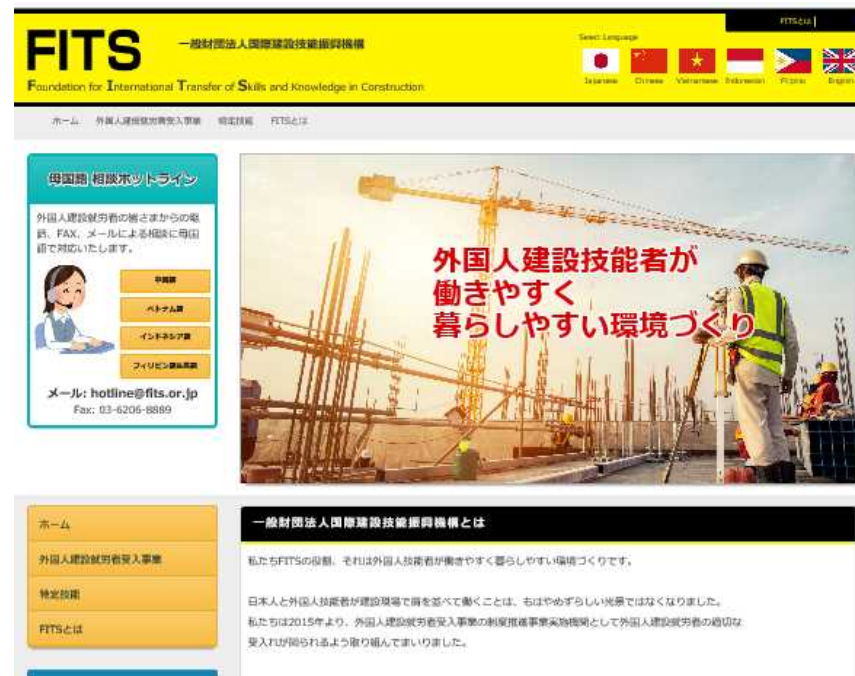 FITSとは
FITS
一般財団法人国際建設技能振興機構
Foundation for International Transfer of Skills and Knowledge in Construction
Select Language
Japanese Chinese Vietnamese Indonesian Filipino English
ホーム 外国人建設就労者受入事業 特定技能 FITSとは
母国語 相談ホットライン
外国人建設就労者の皆さまからの電
話、FAX、メールによる相談に母国
語で対応いたします。
中国語
ベトナム語
インドネシア語
フィリピン語&英語
メール: hotline@fits.or.jp
Fax: 03-6206-8889
外国人建設技能者が
働きやすく
暮らしやすい環境づくり
ホーム
外国人建設就労者受入事業
特定技能
FITSとは
一般財団法人国際建設技能振興機構とは
私たちFITSの役割、それは外国人技能者が働きやすく暮らしやすい環境づくりです。
日本人と外国人技能者が建設現場で肩を並べて働くことは、もはやめずらしい光景ではなくなりました。
私たちは2015年より、外国人建設就労者受入事業の制度推進事業実施機関として外国人建設就労者の適切な
受入れが図られるよう取り組んでまいりました。